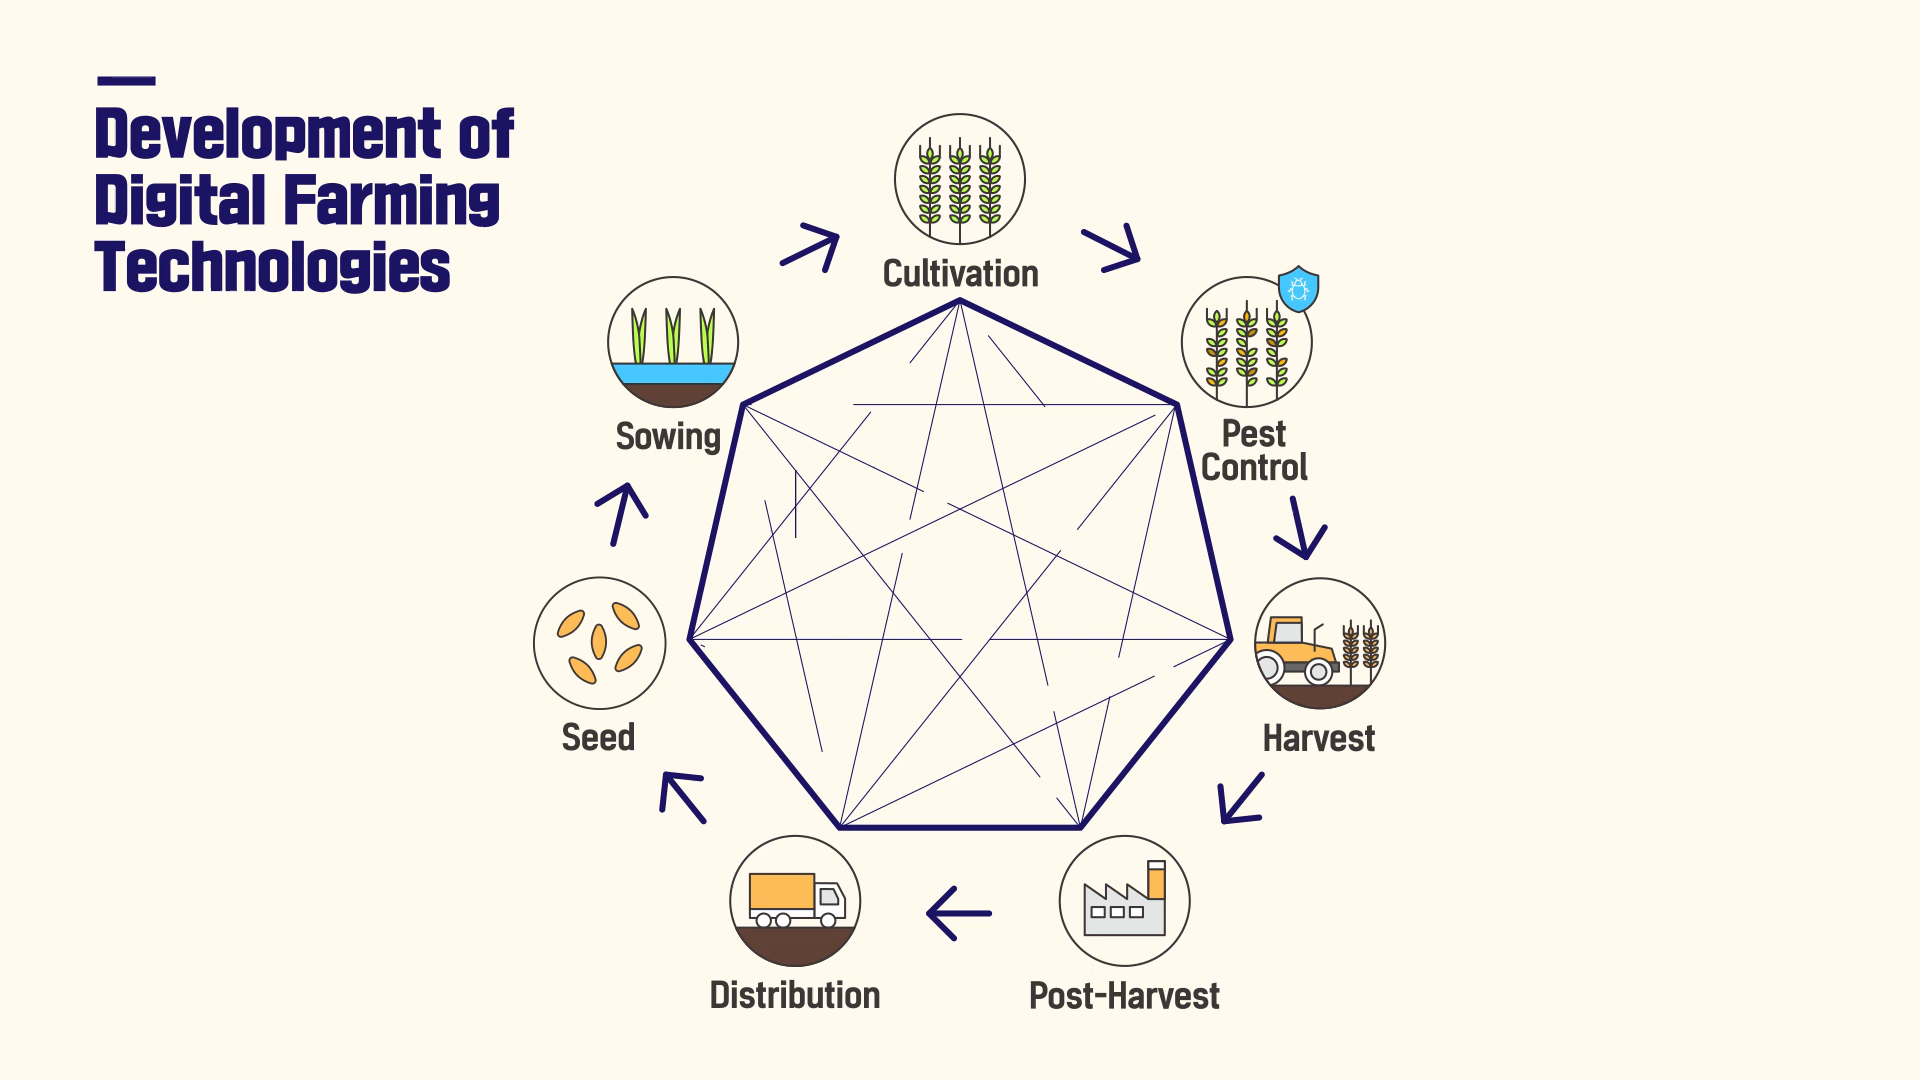 Development of
Digital Farming
Technologies
Cultivation
Sowing
Pest
Control
Seed
Harvest
Distribution
Post-Harvest